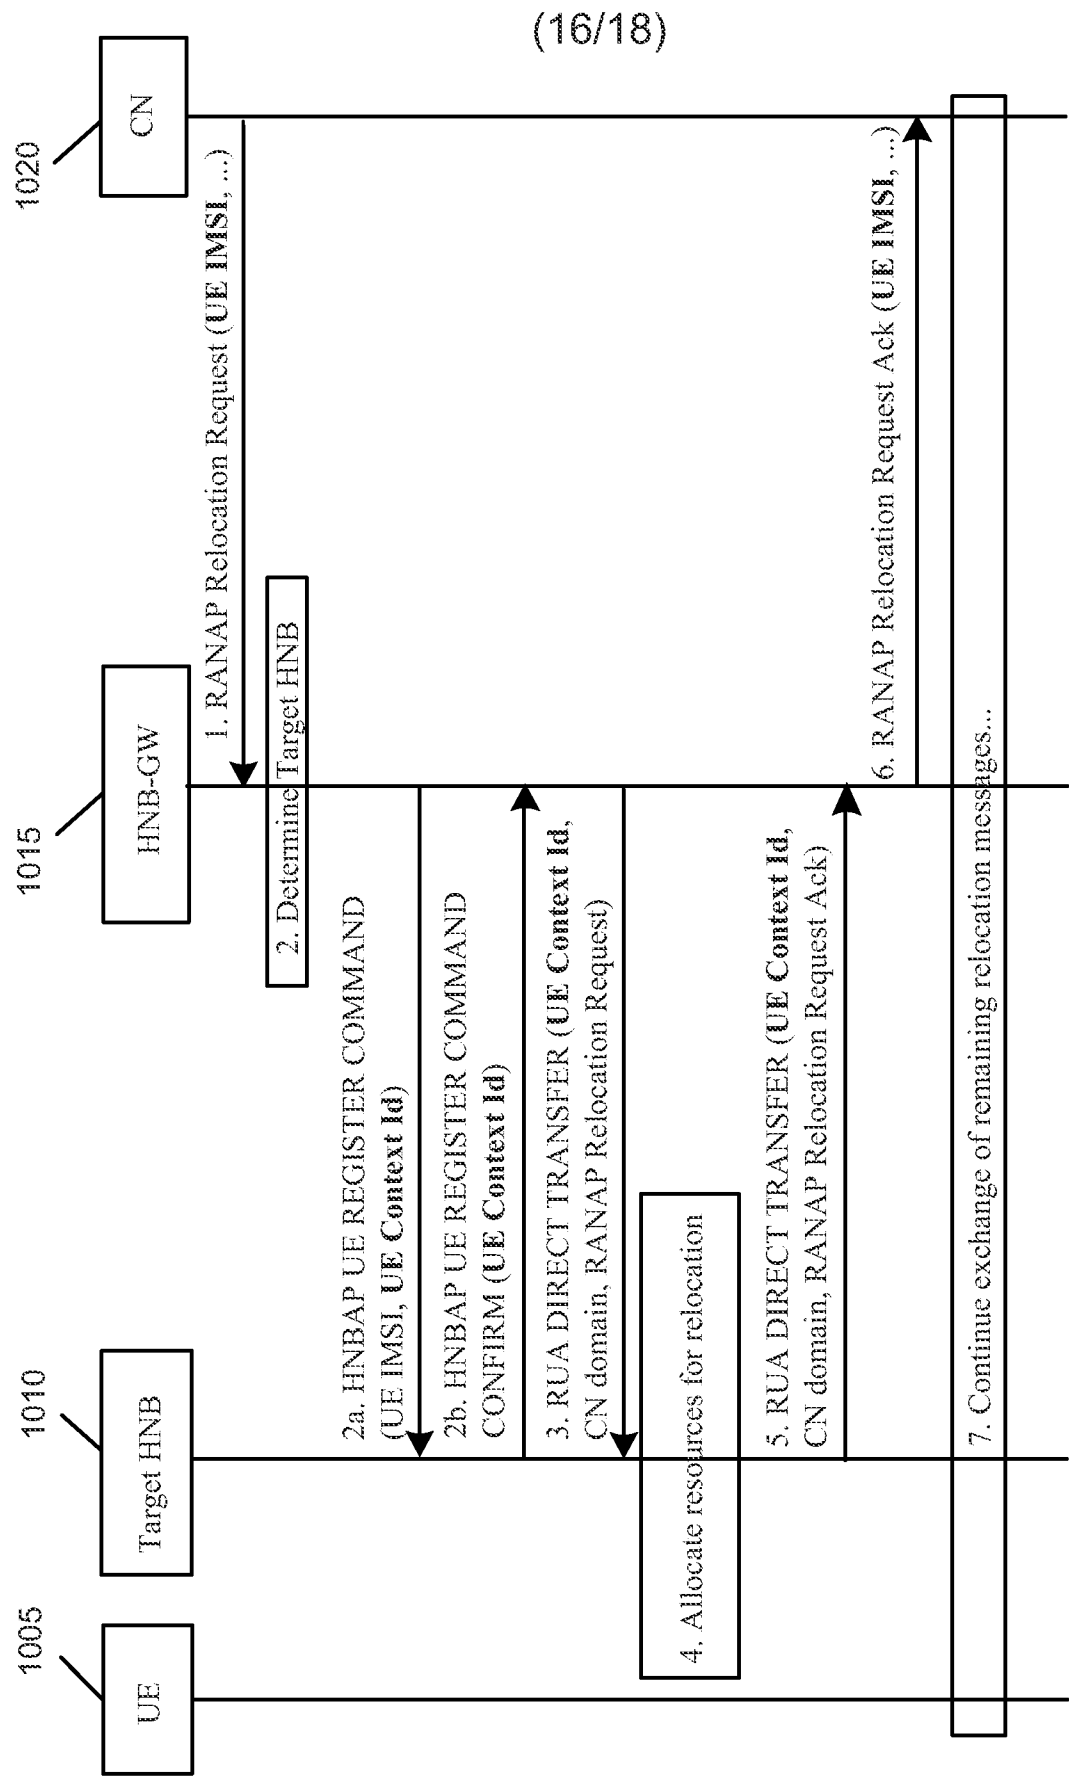 (16/18)
1005
1010
1015
1020
UE
Target HNB
HNB-GW
CN
1. RANAP Relocation Request (UE IMSI, ...)
2. Determine Target HNB
2a. HNBAP UE REGISTER COMMAND
(UE IMSI, UE Context Id)
2b. HNBAP UE REGISTER COMMAND
CONFIRM (UE Context Id)
3. RUA DIRECT TRANSFER (UE Context Id,
CN domain, RANAP Relocation Request)
4. Allocate resources for relocation
5. RUA DIRECT TRANSFER (UE Context Id,
CN domain, RANAP Relocation Request Ack)
6. RANAP Relocation Request Ack (UE IMSI, ...)
7. Continue exchange of remaining relocation messages...